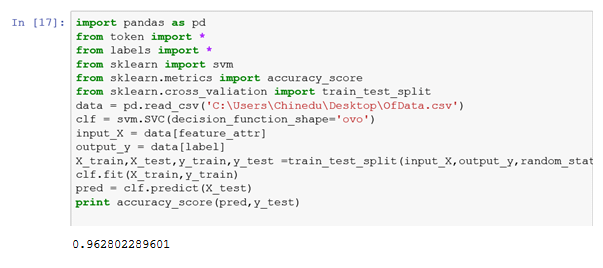 In [17]:
import pandas as pd
from token import *
from labels import *
from sklearn import svm
from sklearn.metrics import accuracy_score
from sklearn.cross_valiation import train_test_split
data = pd.read_csv('C:\Users\Chinedu\Desktop\OfData.csv')
clf = svm.SVC(decision_function_shape='ovo')
input_X = data[feature_attr]
output_y = data[label]
X_train,X_test,y_train,y_test =train_test_split(input_X,output_y,random_stat
clf.fit(X_train,y_train)
pred = clf.predict(X_test)
print accuracy_score(pred,y_test)
0.962802289601